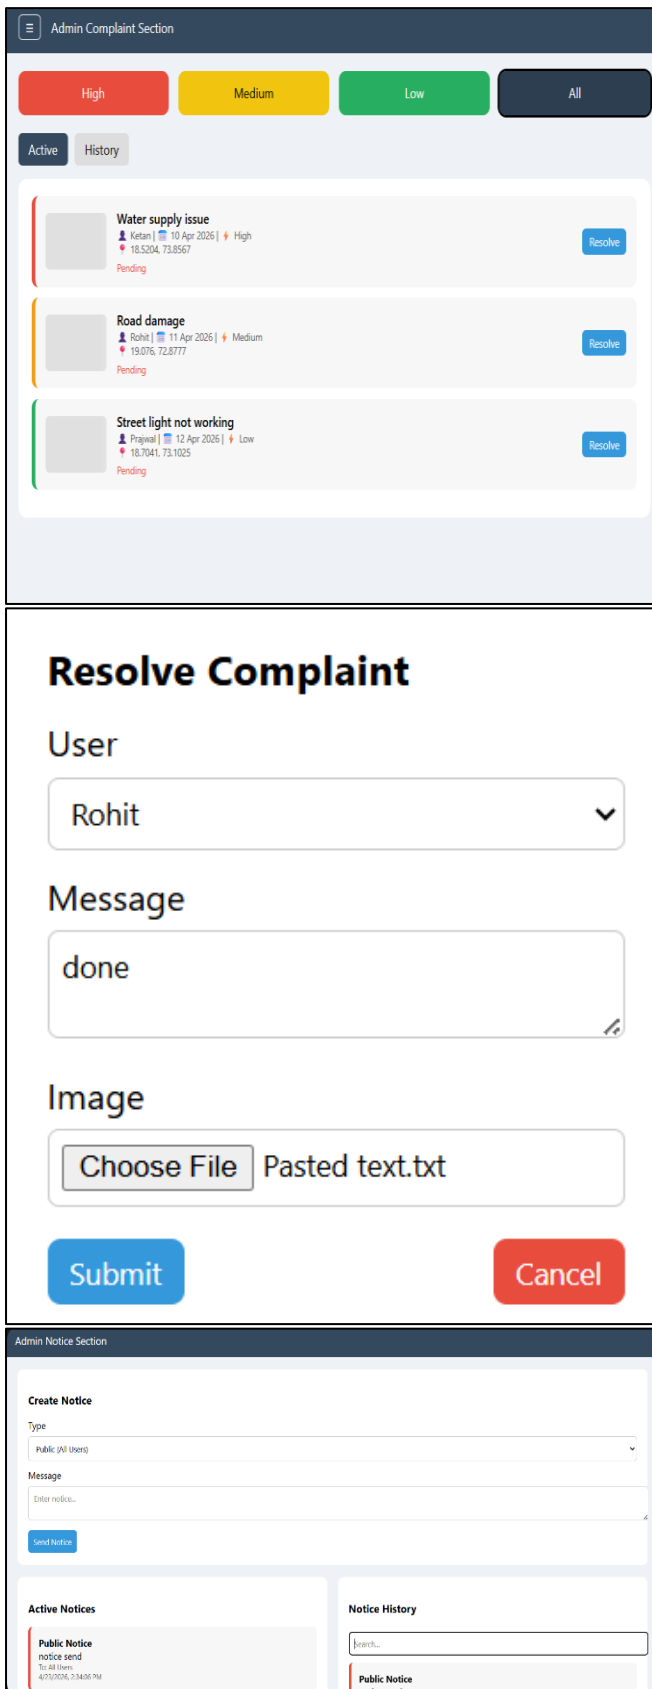 Admin Complaint Section
High Medium Low All
Active History
Water supply issue
Ketan | 10 Apr 2026 | High
18.5204, 73.8567
Resolve
Pending
Road damage
Rohit | 11 Apr 2026 | Medium
19.076, 72.8777
Resolve
Pending
Street light not working
Prajwal | 12 Apr 2026 | Low
18.7041, 73.1025
Resolve
Pending
Resolve Complaint
User
Rohit
Message
done
Image
Choose File Pasted text.txt
Submit Cancel
Admin Notice Section
Create Notice
Type
Public (All Users)
Message
Enter notice...
Send Notice
Active Notices
Public Notice
notice send
To: All Users
4/23/2026, 2:34:06 PM
Notice History
Search...
Public Notice